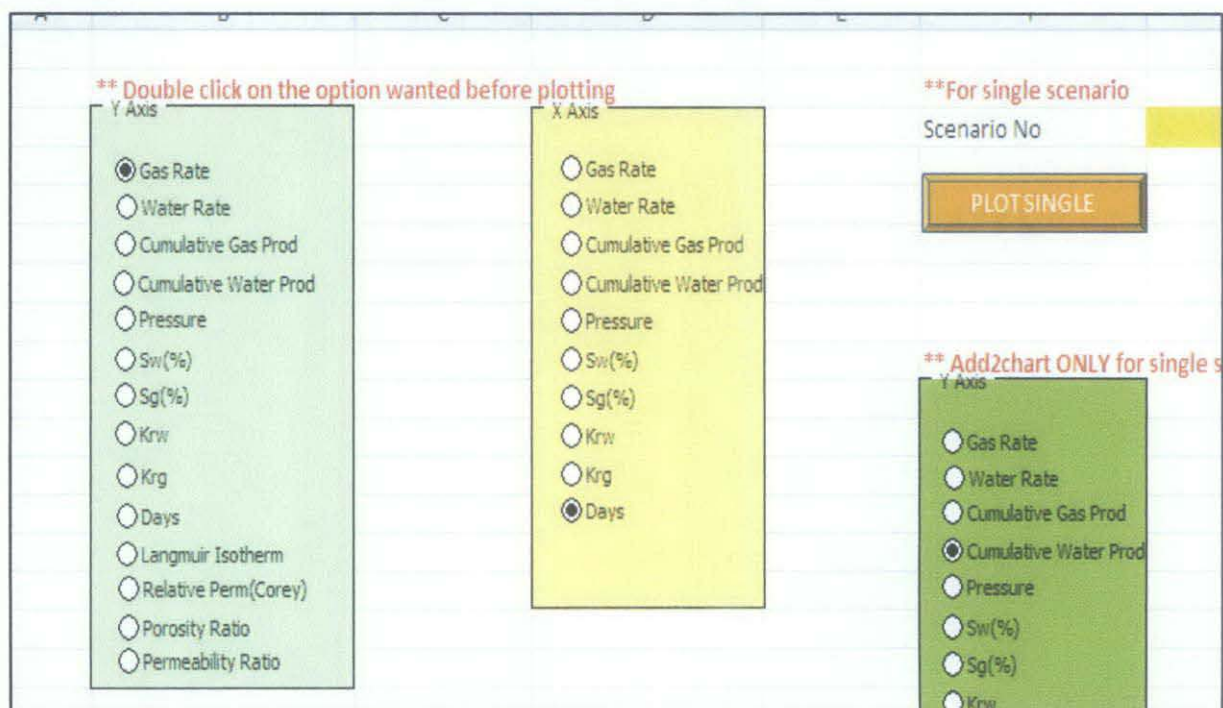 ** Double click on the option wanted before plotting
Y Axis
Gas Rate
Water Rate
Cumulative Gas Prod
Cumulative Water Prod
Pressure
Sw(%)
Sg(%)
Krw
Krg
Days
Langmuir Isotherm
Relative Perm(Corey)
Porosity Ratio
Permeability Ratio
X Axis
Gas Rate
Water Rate
Cumulative Gas Prod
Cumulative Water Prod
Pressure
Sw(%)
Sg(%)
Krw
Krg
Days
**For single scenario
Scenario No
PLOT SINGLE
** Add2chart ONLY for single s
Y Axis
Gas Rate
Water Rate
Cumulative Gas Prod
Cumulative Water Prod
Pressure
Sw(%)
Sg(%)
Krw